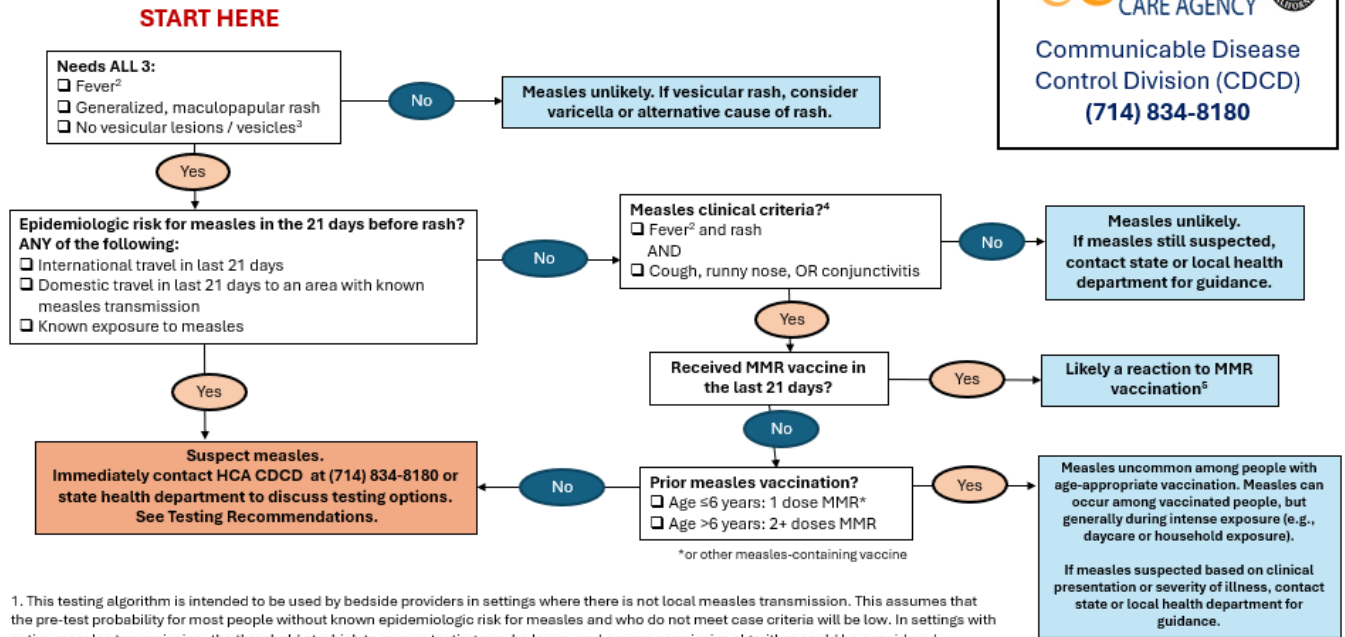 START HERE
CARE AGENCY
Communicable Disease
Control Division (CDCD)
(714) 834-8180
Needs ALL 3:
❑ Fever²
❑ Generalized, maculopapular rash
❑ No vesicular lesions / vesicles³
No
Measles unlikely. If vesicular rash, consider
varicella or alternative cause of rash.
Yes
Epidemiologic risk for measles in the 21 days before rash?
ANY of the following:
❑ International travel in last 21 days
❑ Domestic travel in last 21 days to an area with known
measles transmission
❑ Known exposure to measles
No
Measles clinical criteria?⁴
❑ Fever² and rash
AND
❑ Cough, runny nose, OR conjunctivitis
No
Measles unlikely.
If measles still suspected,
contact state or local health
department for guidance.
Yes
Received MMR vaccine in
the last 21 days?
Yes
Likely a reaction to MMR
vaccination⁵
Yes
No
Suspect measles.
Immediately contact HCA CDCD at (714) 834-8180 or
state health department to discuss testing options.
See Testing Recommendations.
No
Prior measles vaccination?
❑ Age ≤6 years: 1 dose MMR*
❑ Age >6 years: 2+ doses MMR
*or other measles-containing vaccine
Yes
Measles uncommon among people with
age-appropriate vaccination. Measles can
occur among vaccinated people, but
generally during intense exposure (e.g.,
daycare or household exposure).
If measles suspected based on clinical
presentation or severity of illness, contact
state or local health department for
guidance.
1. This testing algorithm is intended to be used by bedside providers in settings where there is not local measles transmission. This assumes that
the pre-test probability for most people without known epidemiologic risk for measles and who do not meet case criteria will be low. In settings with